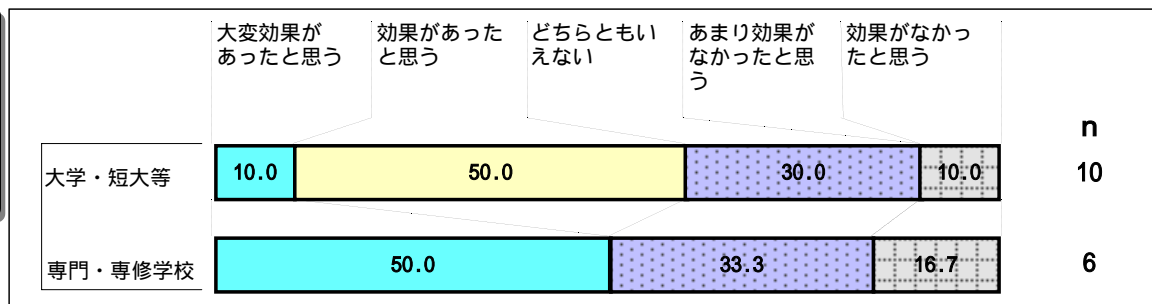 大変効果が
あったと思う
効果があった
と思う
どちらともい
えない
あまり効果が
なかったと思
う
効果がなかっ
たと思う
n
大学・短大等
10.0
50.0
30.0
10.0
10
専門・専修学校
50.0
33.3
16.7
6